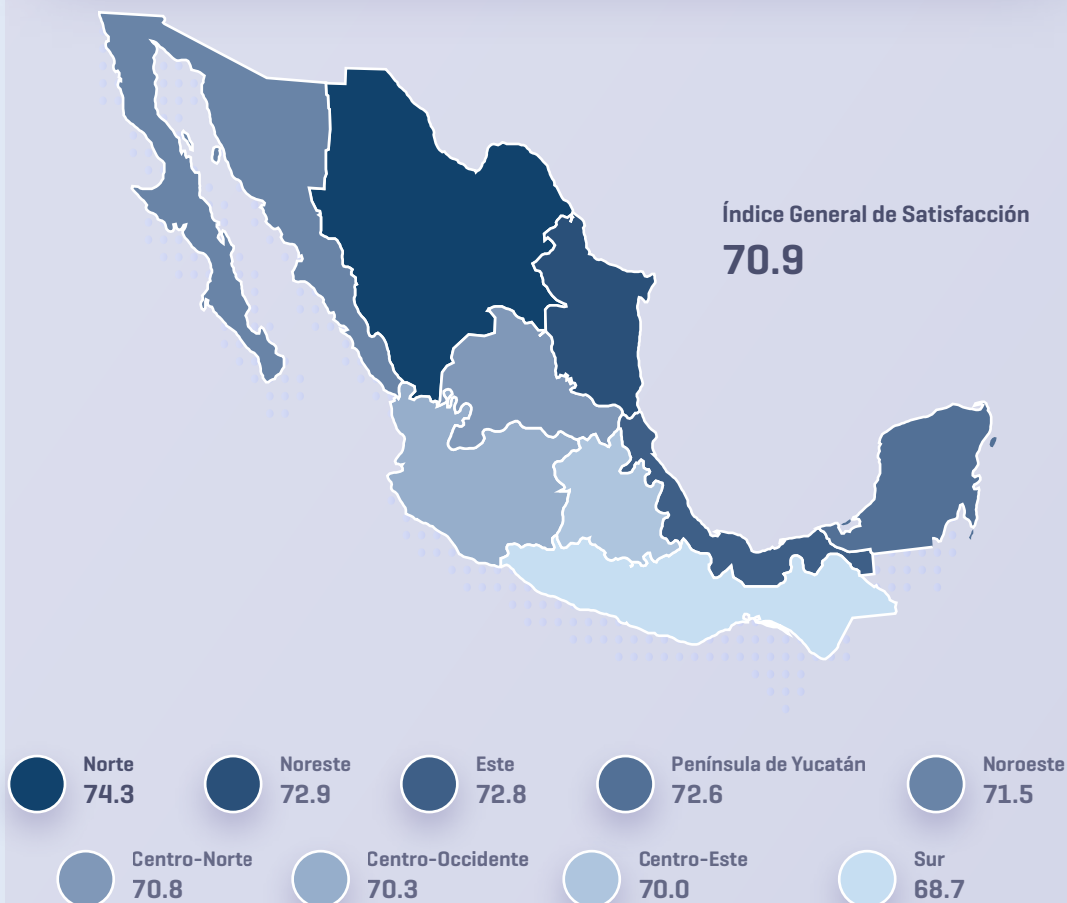 Índice General de Satisfacción
70.9
Norte
74.3
Noreste
72.9
Este
72.8
Península de Yucatán
72.6
Noroeste
71.5
Centro-Norte
70.8
Centro-Occidente
70.3
Centro-Este
70.0
Sur
68.7